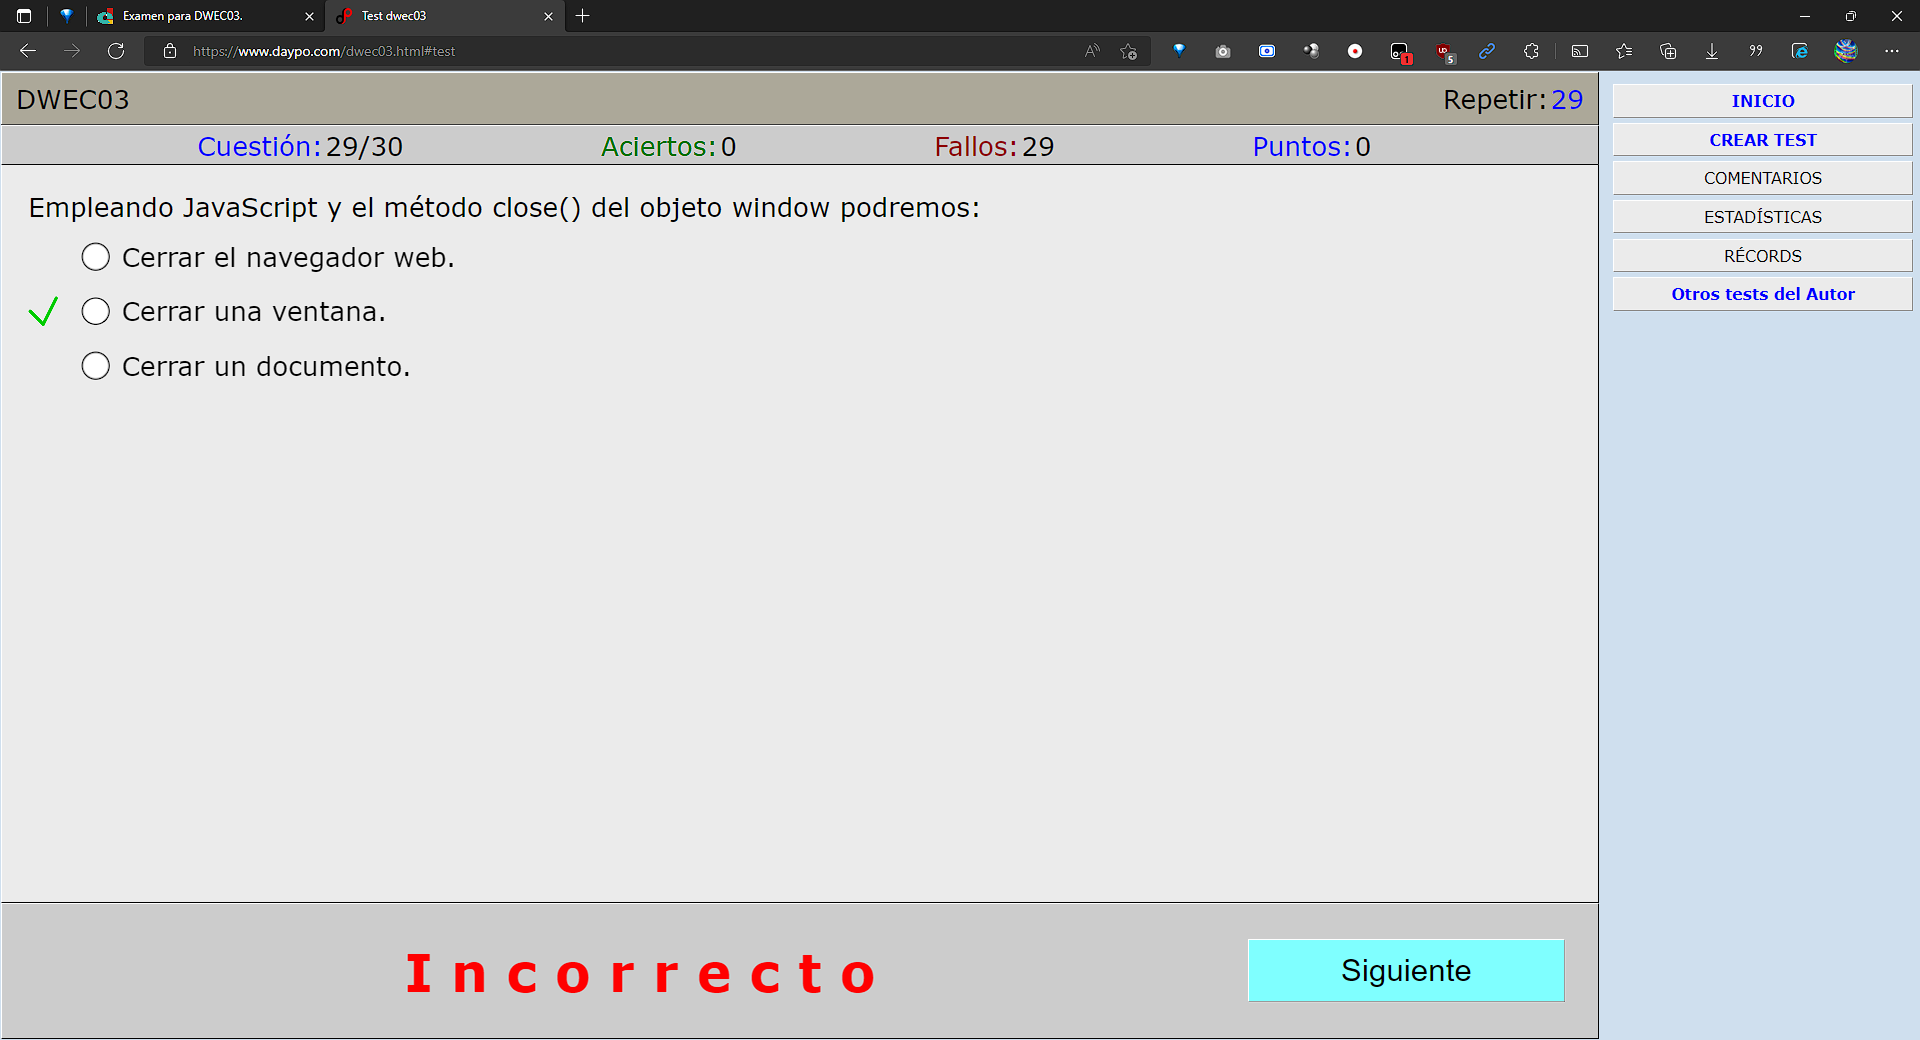 Examen para DWEC03.
Test dwec03
https://www.daypo.com/dwec03.html#test
1
5
DWEC03
Repetir: 29
Cuestión: 29/30
Aciertos: 0
Fallos: 29
Puntos: 0
Empleando JavaScript y el método close() del objeto window podremos:
Cerrar el navegador web.
Cerrar una ventana.
Cerrar un documento.
Incorrecto
Siguiente
INICIO
CREAR TEST
COMENTARIOS
ESTADÍSTICAS
RÉCORDS
Otros tests del Autor